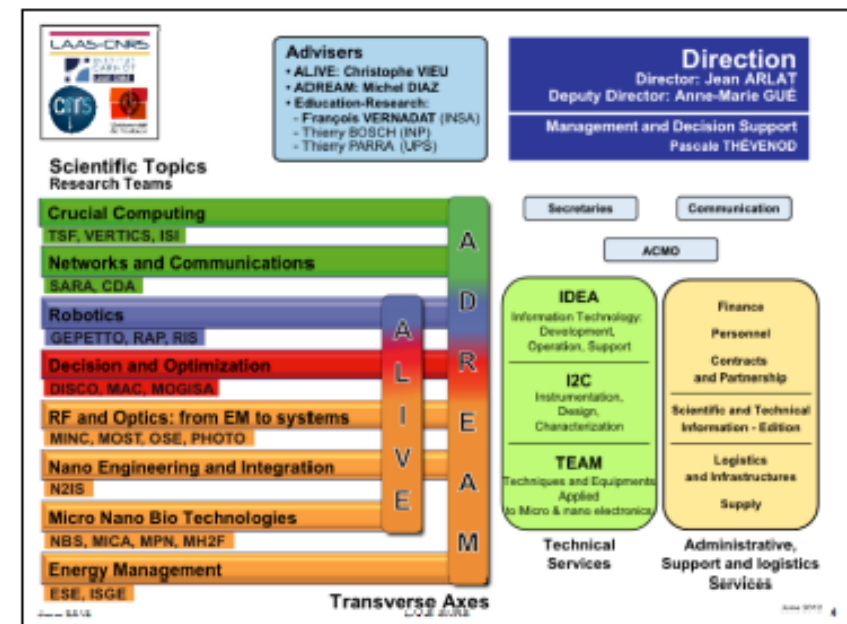 LAAS-CNRS
cnrs
Advisers
• ALIVE: Christophe VIEU
• ADREAM: Michel DIAZ
• Education-Research:
- François VERNADAT (INSA)
- Thierry BOSCH (INP)
- Thierry PARRA (UPS)
Direction
Director: Jean ARLAT
Deputy Director: Anne-Marie GUÉ
Management and Decision Support
Pascale THÉVENOD
Scientific Topics
Research Teams
Crucial Computing
TSF, VERTICS, ISI
Networks and Communications
SARA, CDA
Robotics
GEPETTO, RAP, RIS
Decision and Optimization
DISCO, MAC, MOGISA
RF and Optics: from EM to systems
MINC, MOST, OSE, PHOTO
Nano Engineering and Integration
N2IS
Micro Nano Bio Technologies
NBS, MICA, MPN, MH2F
Energy Management
ESE, ISGE
ALIVE
ADREAM
Transverse Axes
Secretaries
Communication
ACMO
IDEA
Information Technology:
Development,
Operation, Support
I2C
Instrumentation,
Design,
Characterization
TEAM
Techniques and Equipments
Applied
to Micro & nano electronics
Technical
Services
Finance
Personnel
Contracts
and Partnership
Scientific and Technical
Information - Edition
Logistics
and Infrastructures
Supply
Administrative,
Support and logistics
Services
4